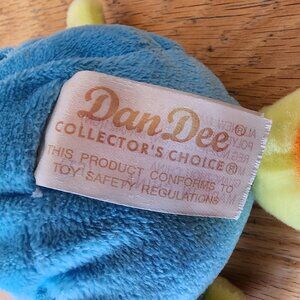 DanDee®
COLLECTOR'S CHOICE®
THIS PRODUCT CONFORMS TO
TOY SAFETY REGULATIONS